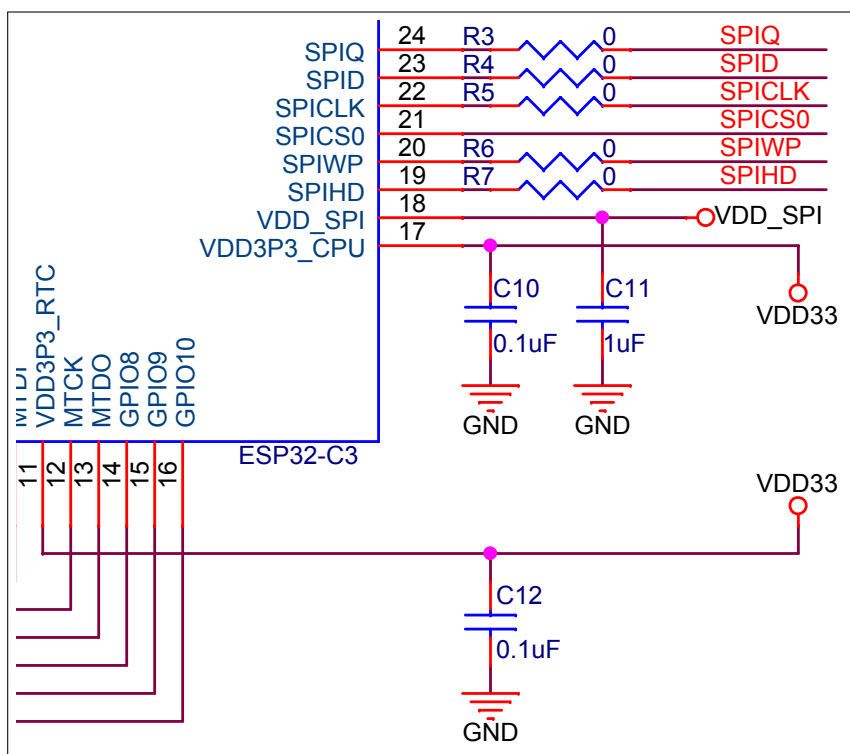 SPIQ 24 R3 0 SPIQ
SPID 23 R4 0 SPID
SPICLK 22 R5 0 SPICLK
SPICS0 21 SPICS0
SPIWP 20 R6 0 SPIWP
SPIHD 19 R7 0 SPIHD
VDD_SPI 18 VDD_SPI
VDD3P3_CPU 17
C10 C11
VDD33
0.1uF 1uF
GND GND
MTDI
VDD3P3_RTC
MTCK
MTDO
GPIO8
GPIO9
GPIO10
ESP32-C3
11 12 13 14 15 16
VDD33
C12
0.1uF
GND